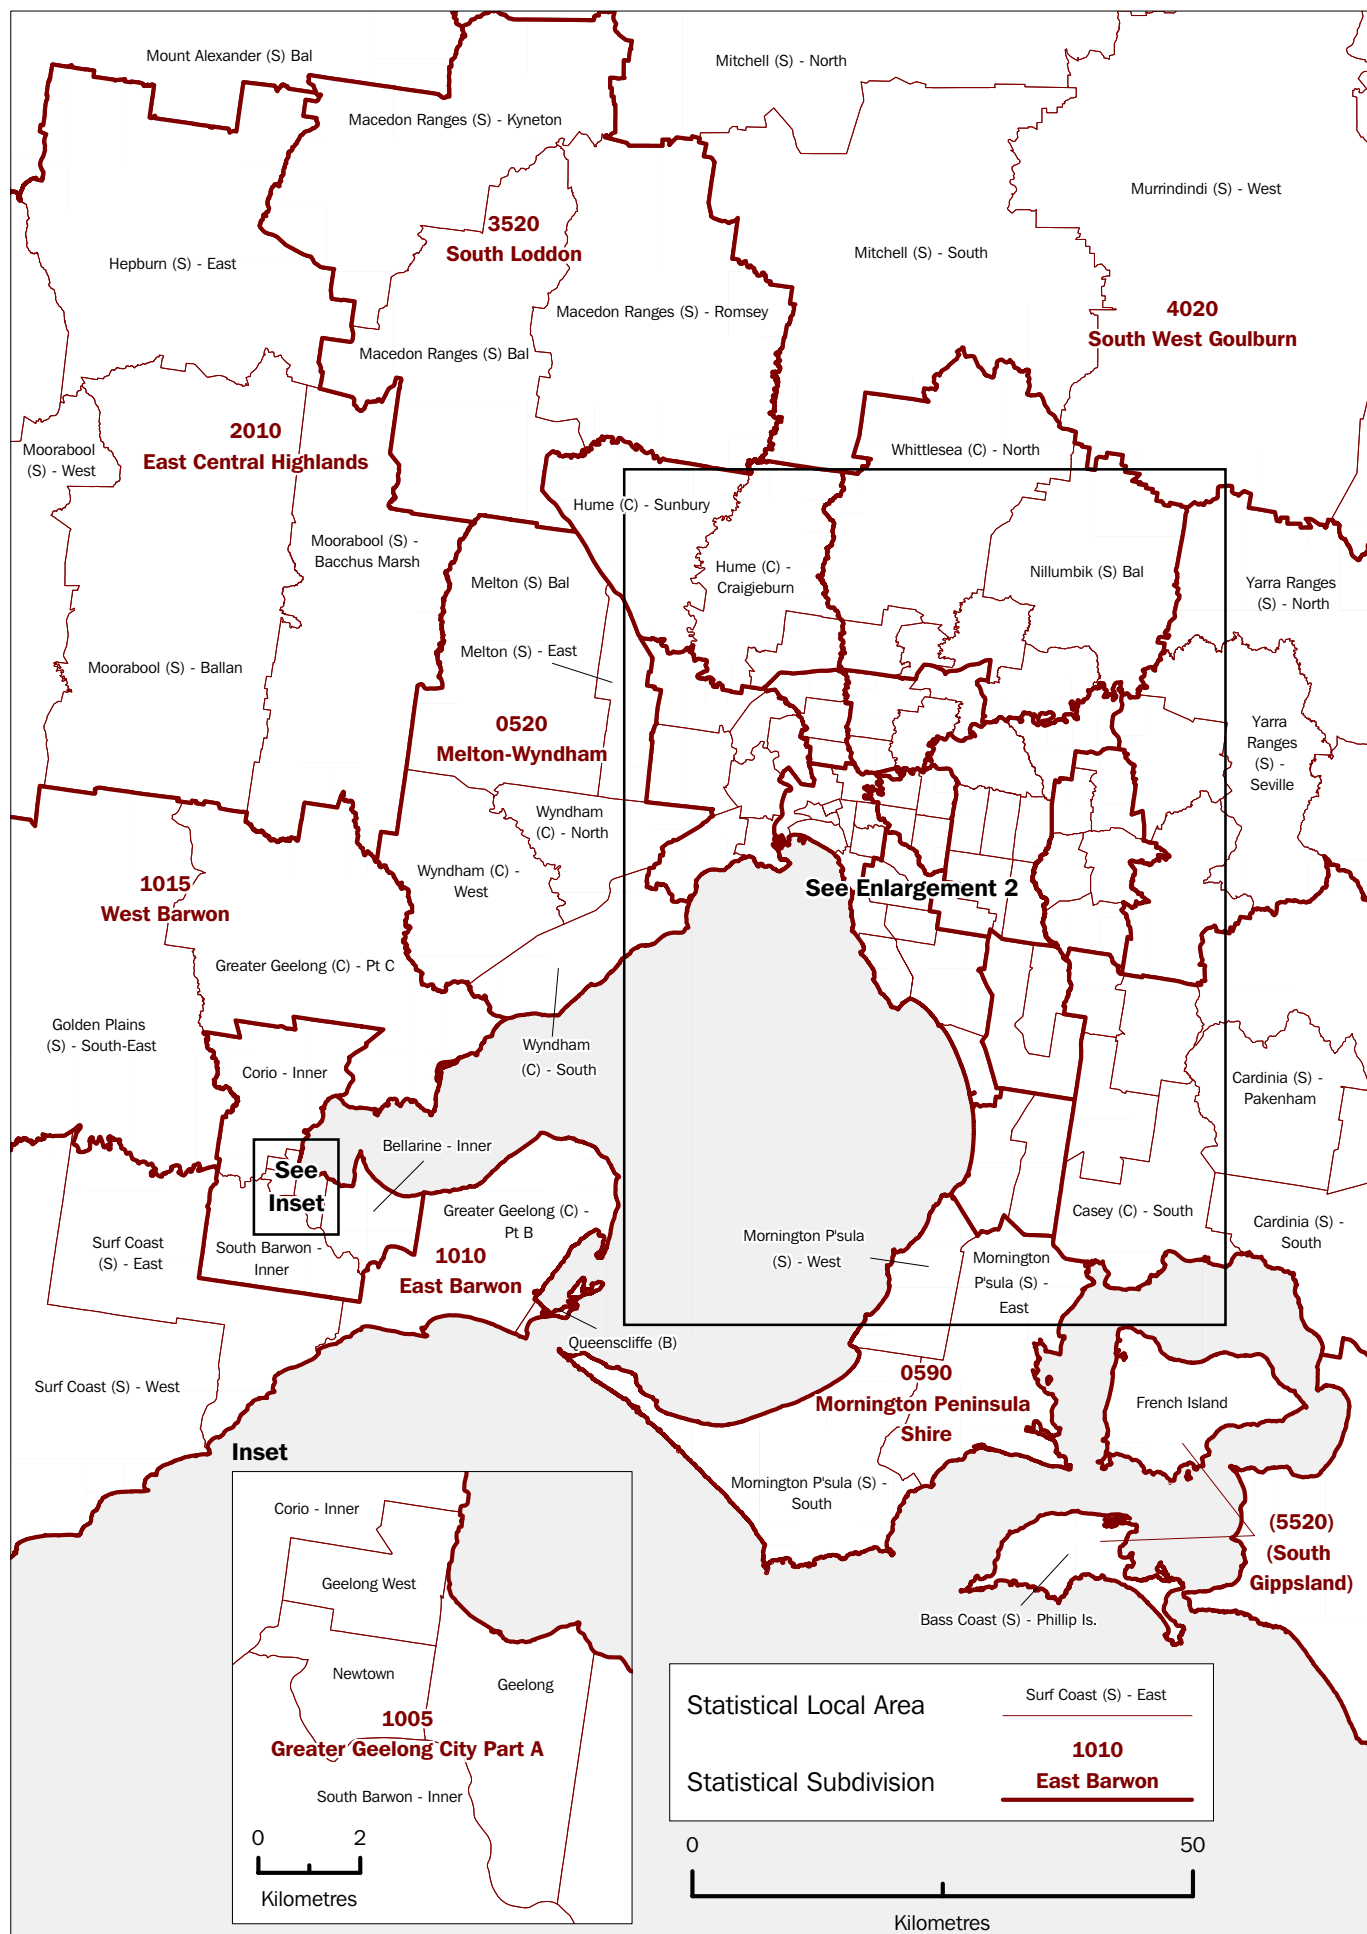 Mount Alexander (S) Bal
Mitchell (S) - North
Macedon Ranges (S) - Kyneton
Murrindindi (S) - West
3520
South Loddon
Hepburn (S) - East
Mitchell (S) - South
Macedon Ranges (S) - Romsey
4020
South West Goulburn
Macedon Ranges (S) Bal
2010
East Central Highlands
Moorabool
(S) - West
Whittlesea (C) - North
Hume (C) - Sunbury
Moorabool (S) -
Bacchus Marsh
Hume (C) -
Craigieburn
Nillumbik (S) Bal
Melton (S) Bal
Yarra Ranges
(S) - North
Melton (S) - East
Moorabool (S) - Ballan
0520
Melton-Wyndham
Yarra
Ranges
(S) -
Seville
Wyndham
(C) - North
Wyndham (C) -
West
1015
West Barwon
See Enlargement 2
Greater Geelong (C) - Pt C
Golden Plains
(S) - South-East
Wyndham
(C) - South
Corio - Inner
Cardinia (S) -
Pakenham
Bellarine - Inner
See
Inset
Greater Geelong (C) -
Pt B
Casey (C) - South
Cardinia (S) -
South
Surf Coast
(S) - East
South Barwon -
Inner
1010
East Barwon
Mornington P'sula
(S) - West
Mornington
P'sula (S) -
East
Queenscliffe (B)
Surf Coast (S) - West
0590
Mornington Peninsula
Shire
French Island
Mornington P'sula (S) -
South
(5520)
(South
Gippsland)
Bass Coast (S) - Phillip Is.
Inset
Corio - Inner
Geelong West
Newtown
Geelong
1005
Greater Geelong City Part A
South Barwon - Inner
0 2
Kilometres
Statistical Local Area
Surf Coast (S) - East
Statistical Subdivision
1010
East Barwon
0 50
Kilometres